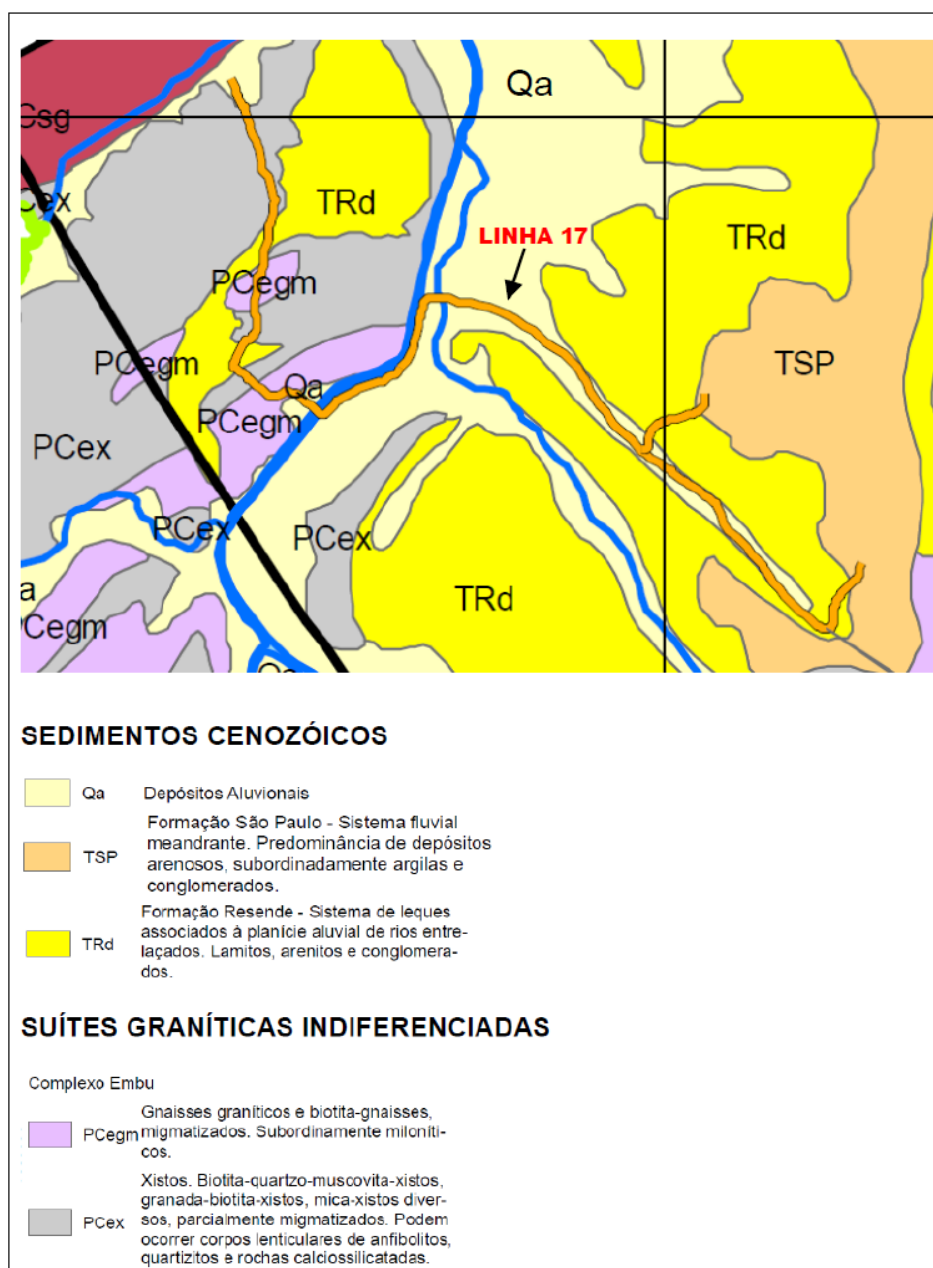 Qa
Csg
Cex
TRd
LINHA 17
TRd
PCegm
TSP
PCegm
Qa
PCegm
PCex
PCex
PCex
TRd
a
PCegm
SEDIMENTOS CENOZÓICOS
Qa Depósitos Aluvionais
Formação São Paulo - Sistema fluvial
meandrante. Predominância de depósitos
TSP arenosos, subordinadamente argilas e
conglomerados.
Formação Resende - Sistema de leques
associados à planície aluvial de rios entre-
TRd laçados. Lamitos, arenitos e conglomera-
dos.
SUÍTES GRANÍTICAS INDIFERENCIADAS
Complexo Embu
Gnaisses graníticos e biotita-gnaisses,
PCegm migmatizados. Subordinamente miloníti-
cos.
Xistos. Biotita-quartzo-muscovita-xistos,
granada-biotita-xistos, mica-xistos diver-
PCex sos, parcialmente migmatizados. Podem
ocorrer corpos lenticulares de anfibolitos,
quartizitos e rochas calciossilicatadas.